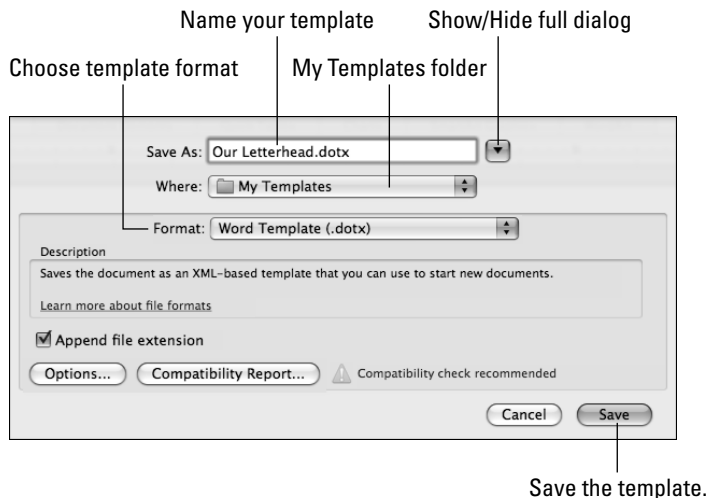 Name your template
Show/Hide full dialog
Choose template format
My Templates folder
Save As: Our Letterhead.dotx
Where: My Templates
Format: Word Template (.dotx)
Description
Saves the document as an XML-based template that you can use to start new documents.
Learn more about file formats
Append file extension
Options... Compatibility Report... Compatibility check recommended
Cancel Save
Save the template.